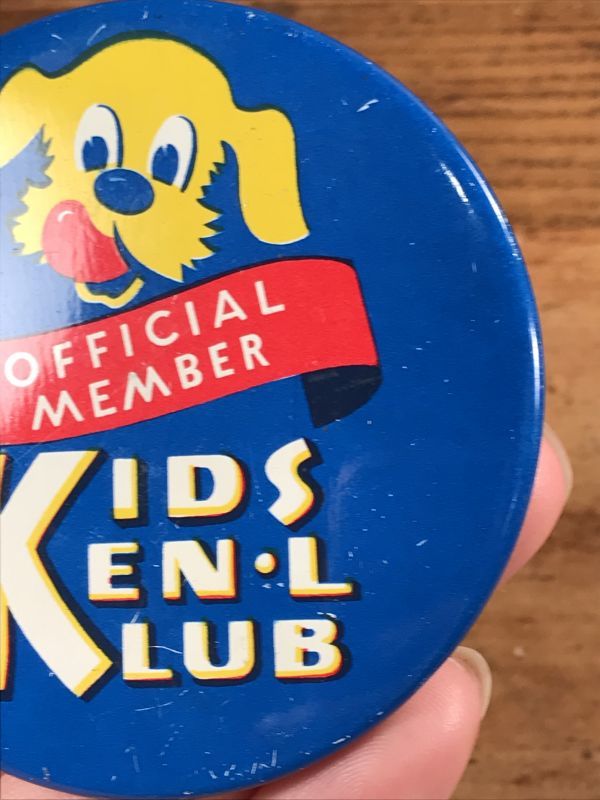 OFFICIAL
MEMBER
KIDS
KEN·L
KLUB